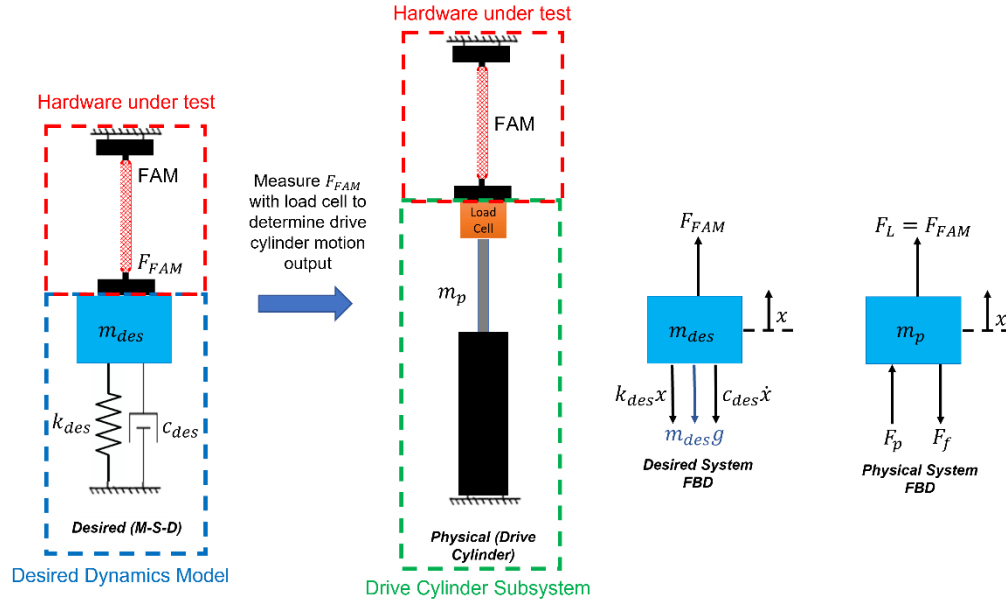 Hardware under test
FAM
F_FAM
m_des
k_des
c_des
Desired (M-S-D)
Desired Dynamics Model
Measure F_FAM
with load cell to
determine drive
cylinder motion
output
Hardware under test
FAM
Load
Cell
m_p
Physical (Drive
Cylinder)
Drive Cylinder Subsystem
F_FAM
x
m_des
k_des x
c_des ẋ
m_des g
Desired System
FBD
F_L = F_FAM
x
m_p
F_p
F_f
Physical System
FBD